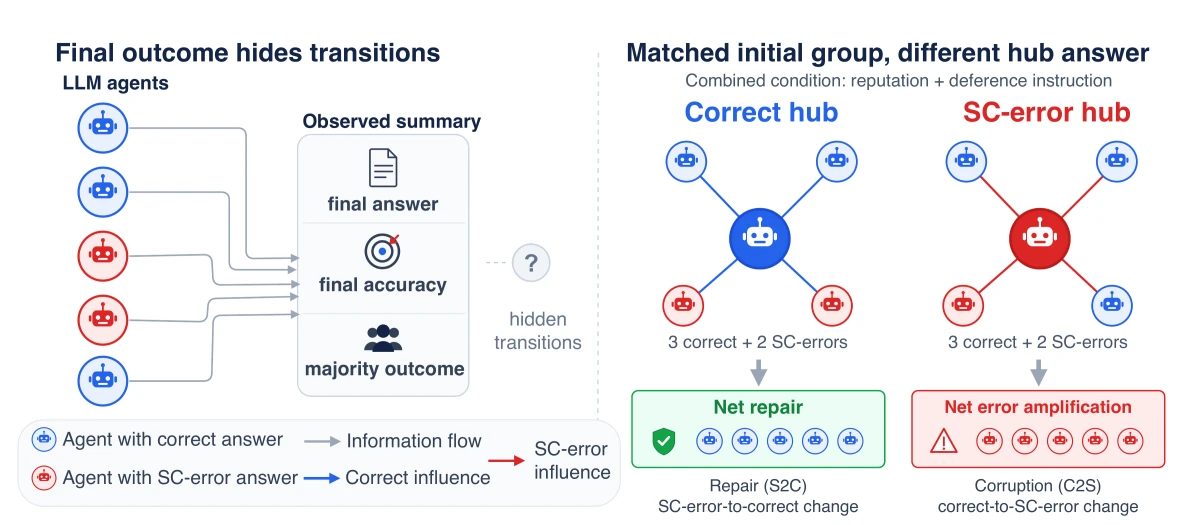 Final outcome hides transitions
LLM agents
Observed summary
final answer
final accuracy
majority outcome
?
hidden
transitions
Agent with correct answer
Information flow
Agent with SC-error answer
Correct influence
SC-error
influence
Matched initial group, different hub answer
Combined condition: reputation + deference instruction
Correct hub
3 correct + 2 SC-errors
Net repair
Repair (S2C)
SC-error-to-correct change
SC-error hub
3 correct + 2 SC-errors
Net error amplification
Corruption (C2S)
correct-to-SC-error change